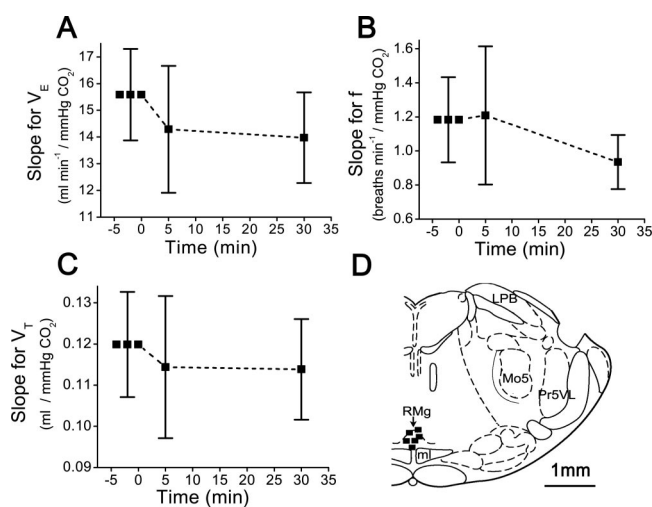 A
Slope for V_E
(ml min⁻¹ / mmHg CO₂)
17
16
15
14
13
12
11
-5 0 5 10 15 20 25 30 35
Time (min)
B
Slope for f
(breaths min⁻¹ / mmHg CO₂)
1.6
1.4
1.2
1.0
0.8
0.6
-5 0 5 10 15 20 25 30 35
Time (min)
C
Slope for V_T
(ml / mmHg CO₂)
0.13
0.12
0.11
0.10
0.09
-5 0 5 10 15 20 25 30 35
Time (min)
D
LPB
Mo5
Pr5VL
RMg
ml
1mm